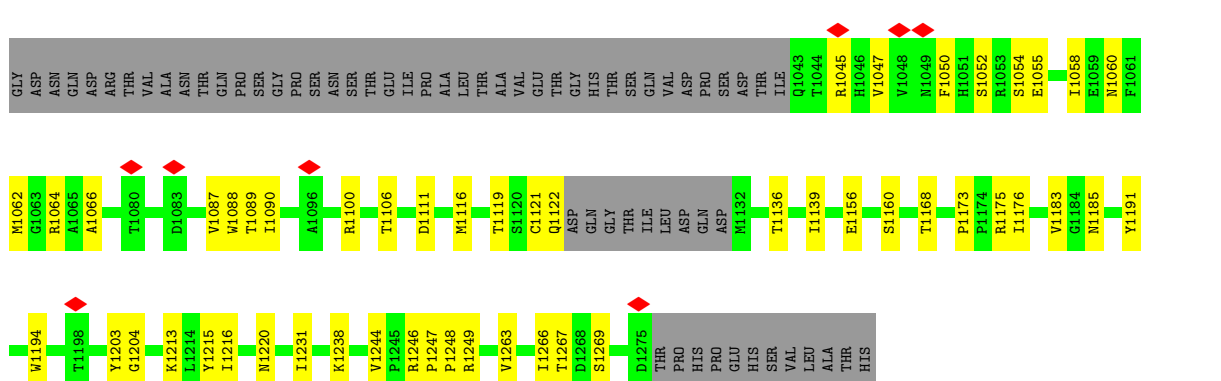 GLY ASP ASN GLN ASP ARG THR VAL ALA ASN THR GLN PRO SER GLY PRO SER ASN SER THR GLU ILE PRO ALA LEU THR ALA VAL GLU THR GLY HIS THR SER GLN VAL ASP PRO SER ASP THR ILE Q1043 T1044 R1045 H1046 V1047 V1048 N1049 F1050 H1051 S1052 R1053 S1054 E1055 I1058 E1059 N1060 F1061
M1062 G1063 R1064 A1065 A1066 T1080 D1083 V1087 W1088 T1089 I1090 A1096 R1100 T1106 D1111 M1116 T1119 S1120 C1121 Q1122 ASP GLN GLY THR ILE LEU ASP GLN ASP M1132 T1136 I1139 E1156 S1160 T1168 P1173 P1174 R1175 I1176 V1183 G1184 N1185 Y1191
W1194 T1198 Y1203 G1204 K1213 L1214 Y1215 I1216 N1220 I1231 K1238 V1244 P1245 R1246 P1247 P1248 R1249 V1263 I1266 T1267 D1268 S1269 D1275 THR PRO HIS PRO GLU HIS SER VAL LEU ALA THR HIS